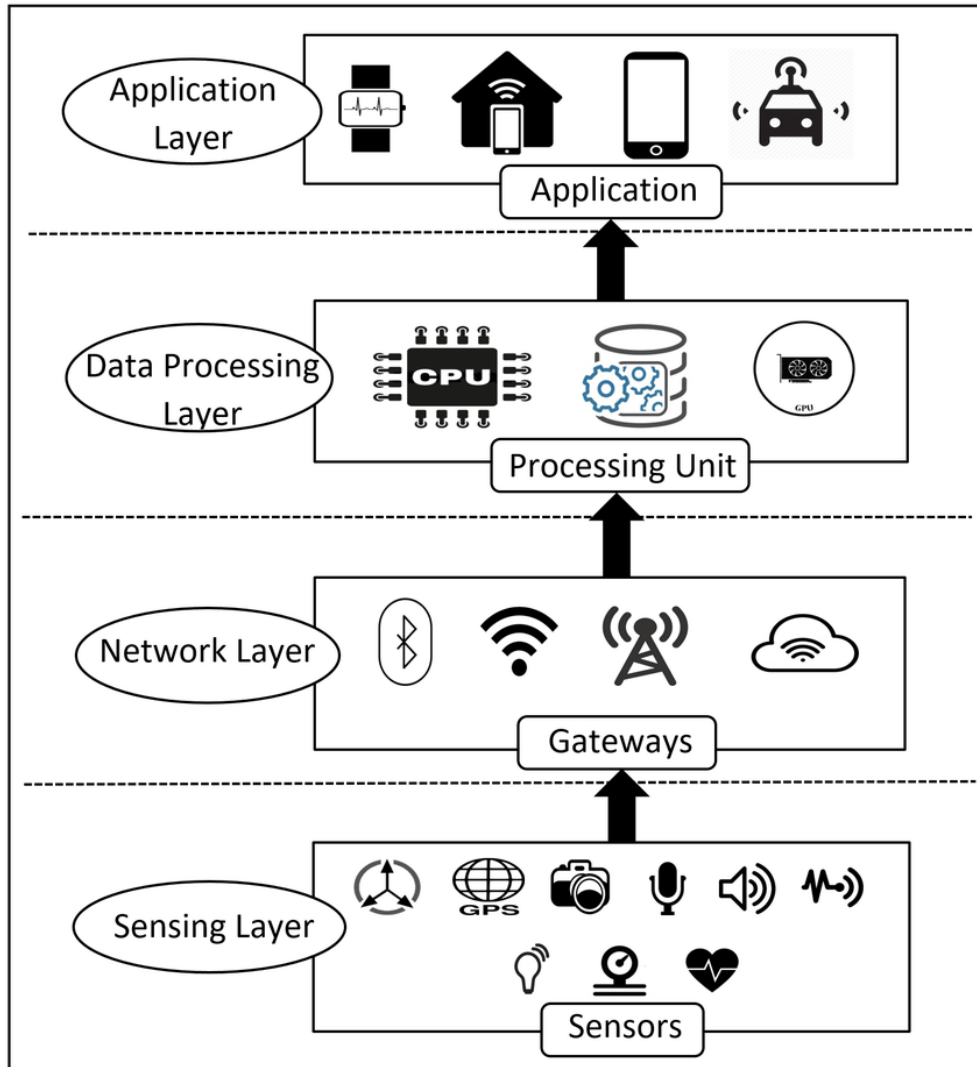 Application
Layer
Application
Data Processing
Layer
CPU
GPU
Processing Unit
Network Layer
Gateways
Sensing Layer
GPS
Sensors